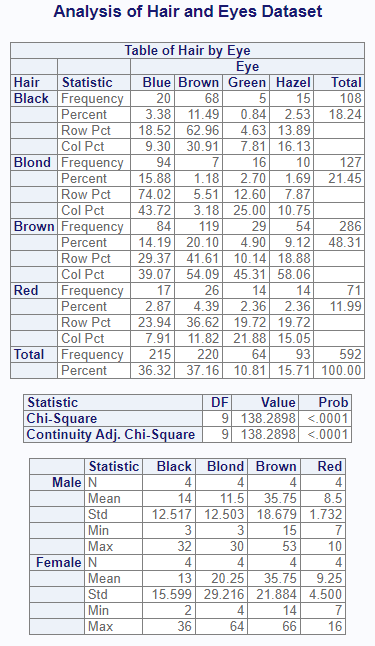 Analysis of Hair and Eyes Dataset
Table of Hair by Eye
Eye
Hair Statistic Blue Brown Green Hazel Total
Black Frequency 20 68 5 15 108
Percent 3.38 11.49 0.84 2.53 18.24
Row Pct 18.52 62.96 4.63 13.89
Col Pct 9.30 30.91 7.81 16.13
Blond Frequency 94 7 16 10 127
Percent 15.88 1.18 2.70 1.69 21.45
Row Pct 74.02 5.51 12.60 7.87
Col Pct 43.72 3.18 25.00 10.75
Brown Frequency 84 119 29 54 286
Percent 14.19 20.10 4.90 9.12 48.31
Row Pct 29.37 41.61 10.14 18.88
Col Pct 39.07 54.09 45.31 58.06
Red Frequency 17 26 14 14 71
Percent 2.87 4.39 2.36 2.36 11.99
Row Pct 23.94 36.62 19.72 19.72
Col Pct 7.91 11.82 21.88 15.05
Total Frequency 215 220 64 93 592
Percent 36.32 37.16 10.81 15.71 100.00
Statistic DF Value Prob
Chi-Square 9 138.2898 <.0001
Continuity Adj. Chi-Square 9 138.2898 <.0001
Statistic Black Blond Brown Red
Male N 4 4 4 4
Mean 14 11.5 35.75 8.5
Std 12.517 12.503 18.679 1.732
Min 3 3 15 7
Max 32 30 53 10
Female N 4 4 4 4
Mean 13 20.25 35.75 9.25
Std 15.599 29.216 21.884 4.500
Min 2 4 14 7
Max 36 64 66 16